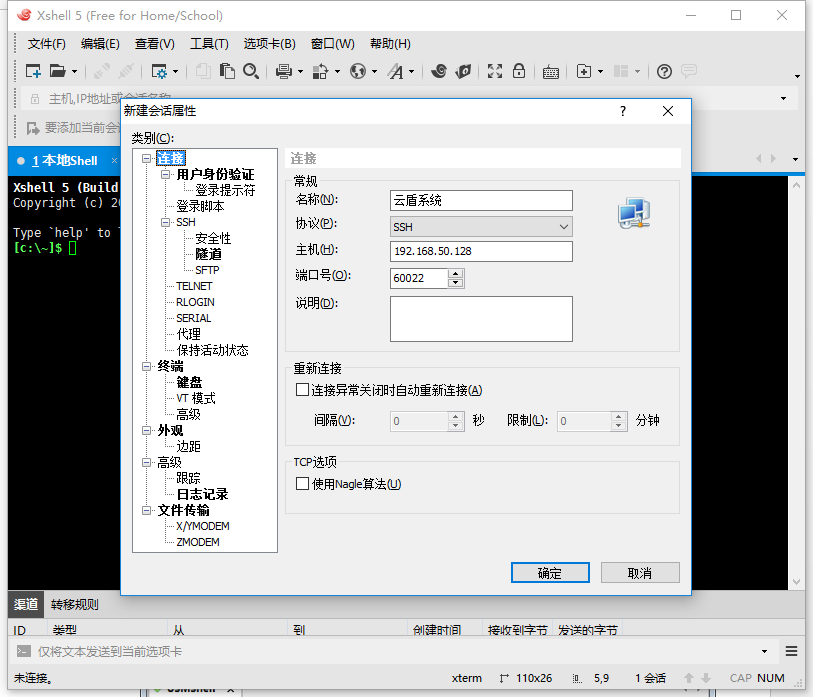 Xshell 5 (Free for Home/School)
文件(F) 编辑(E) 查看(V) 工具(T) 选项卡(B) 窗口(W) 帮助(H)
主机,IP地址或会话名称
要添加当前会
1 本地Shell ×
Xshell 5 (Build
Copyright (c) 20
Type `help' to
[c:\~]$
新建会话属性
类别(C):
连接
用户身份验证
登录提示符
登录脚本
SSH
安全性
隧道
SFTP
TELNET
RLOGIN
SERIAL
代理
保持活动状态
终端
键盘
VT 模式
高级
外观
边距
高级
跟踪
日志记录
文件传输
X/YMODEM
ZMODEM
连接
常规
名称(N): 云盾系统
协议(P): SSH
主机(H): 192.168.50.128
端口号(O): 60022
说明(D):
重新连接
连接异常关闭时自动重新连接(A)
间隔(V): 0 秒 限制(L): 0 分钟
TCP选项
使用Nagle算法(U)
确定 取消
渠道 转移规则
ID 类型 从 到 创建时间 接收到字节 发送的字节
仅将文本发送到当前选项卡
未连接。 xterm 110x26 5,9 1 会话 CAP NUM